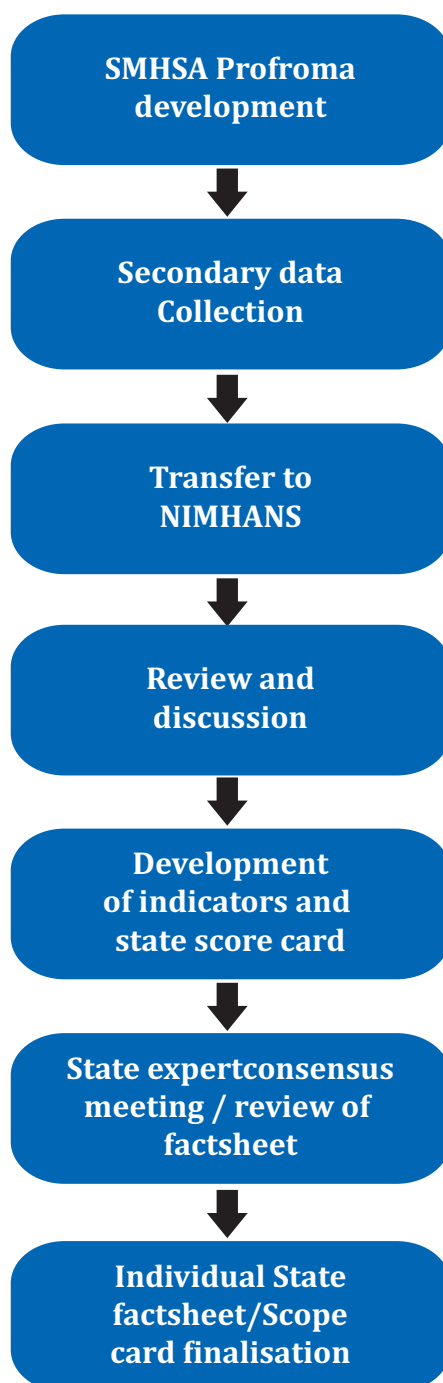 SMHSA Profroma
development
Secondary data
Collection
Transfer to
NIMHANS
Review and
discussion
Development
of indicators and
state score card
State expertconsensus
meeting / review of
factsheet
Individual State
factsheet/Scope
card finalisation